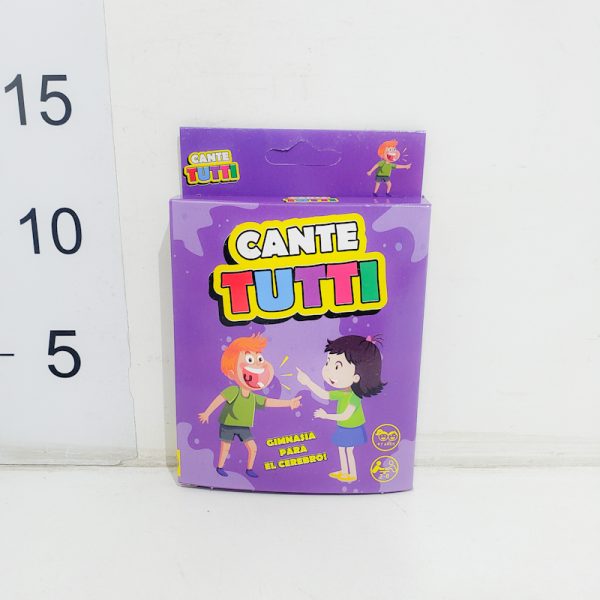 15
10
5
CANTE
TUTTI
CANTE
TUTTI
GIMNASIA
PARA
EL CEREBRO!